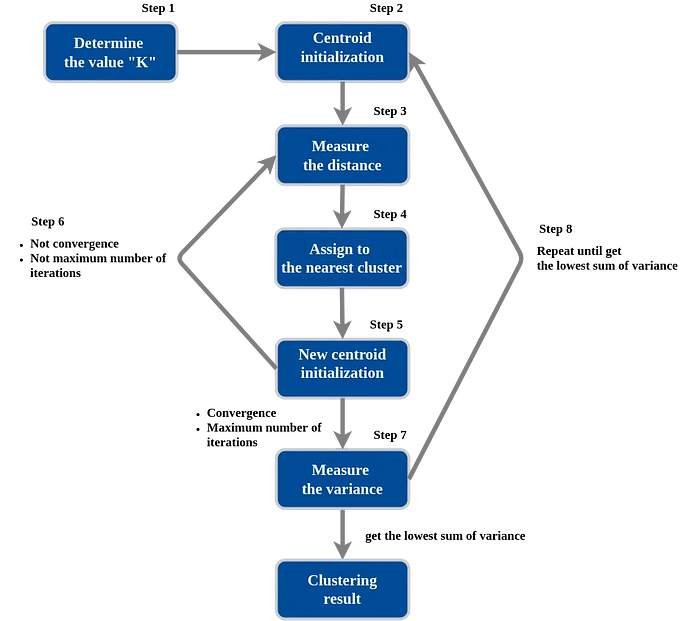 Step 1
Determine
the value "K"
Step 2
Centroid
initialization
Step 3
Measure
the distance
Step 4
Assign to
the nearest cluster
Step 5
New centroid
initialization
Step 6
• Not convergence
• Not maximum number of
iterations
• Convergence
• Maximum number of
iterations
Step 7
Measure
the variance
Step 8
Repeat until get
the lowest sum of variance
get the lowest sum of variance
Clustering
result